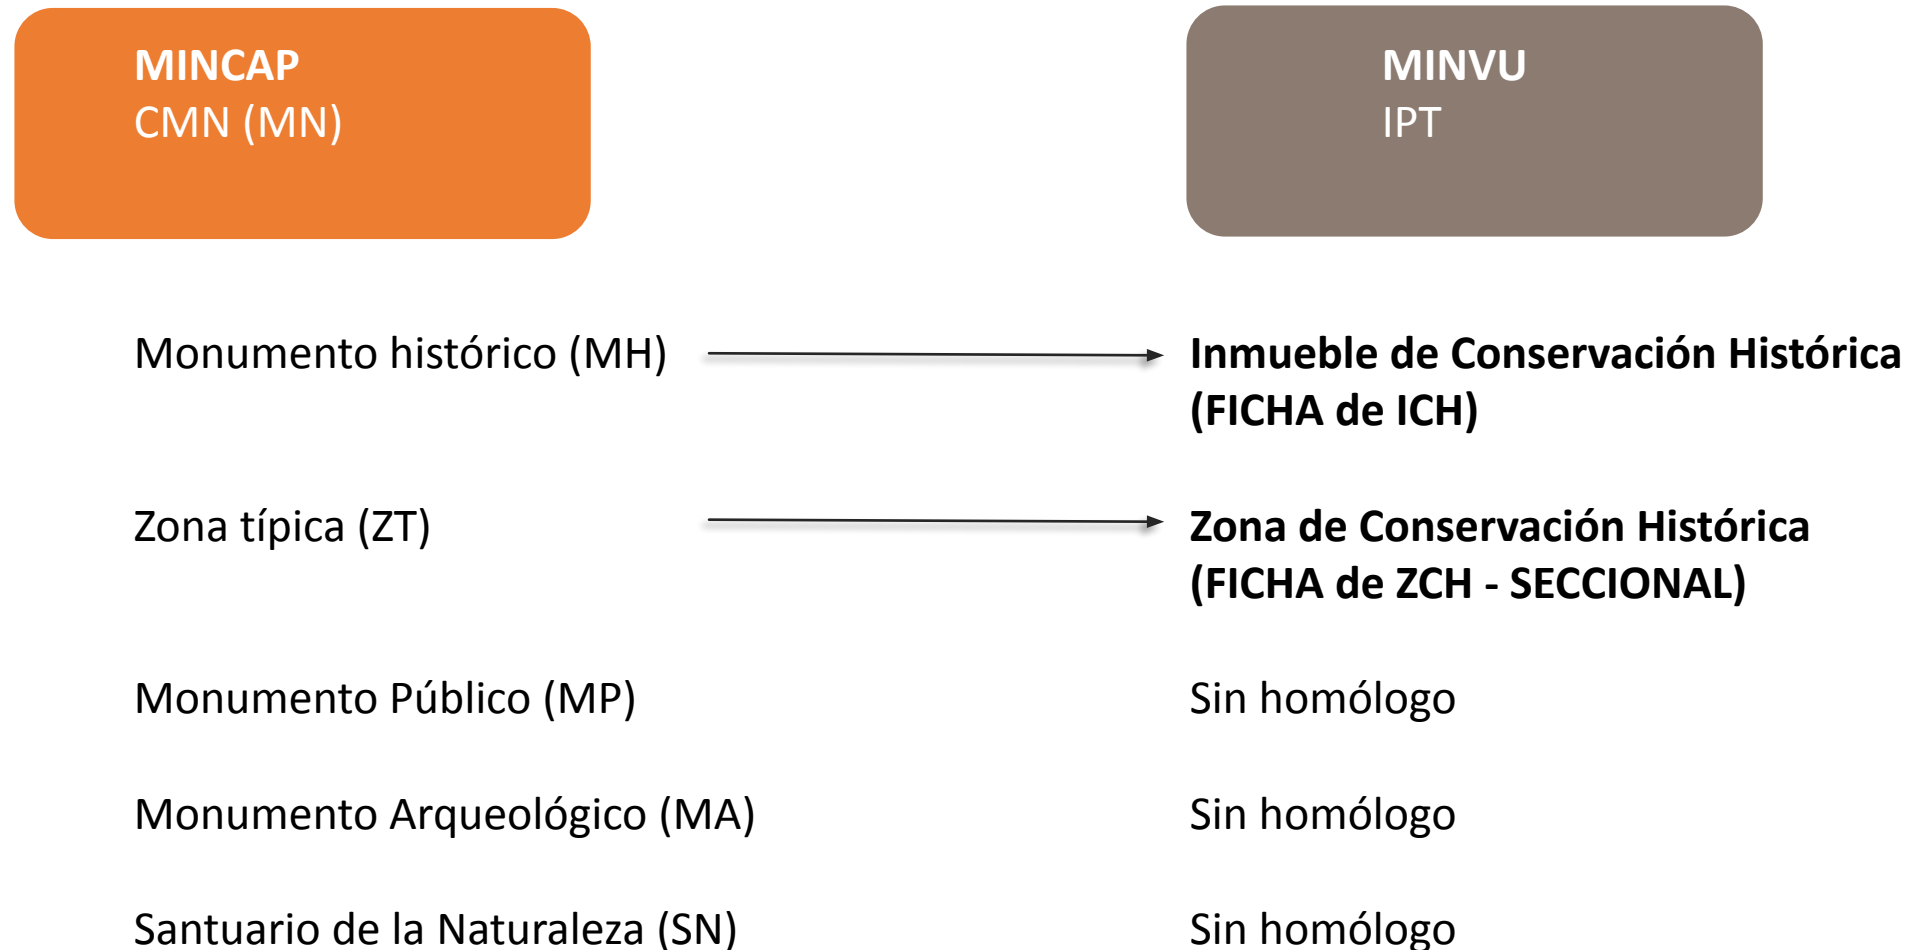 MINCAP
CMN (MN)
MINVU
IPT
Monumento histórico (MH)
Inmueble de Conservación Histórica
(FICHA de ICH)
Zona típica (ZT)
Zona de Conservación Histórica
(FICHA de ZCH - SECCIONAL)
Monumento Público (MP)
Sin homólogo
Monumento Arqueológico (MA)
Sin homólogo
Santuario de la Naturaleza (SN)
Sin homólogo